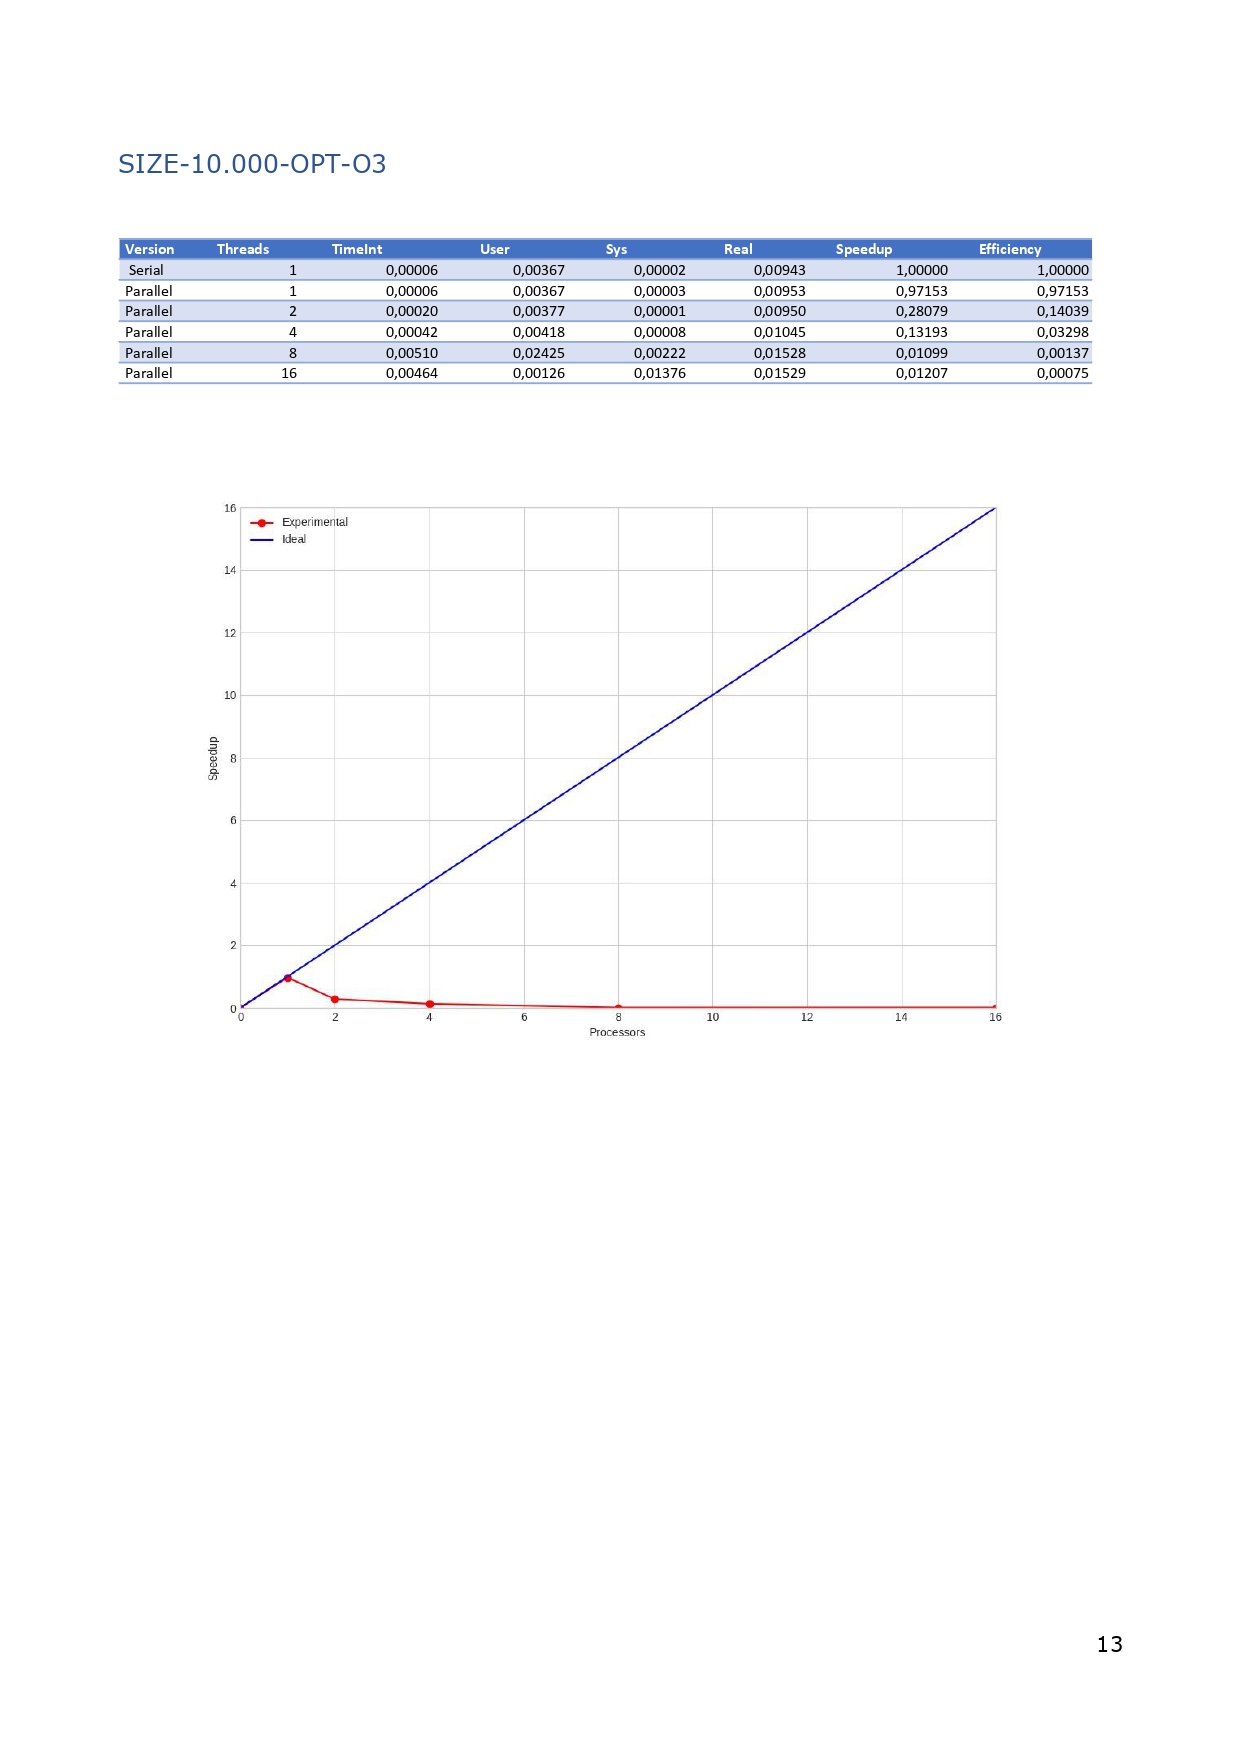 SIZE-10.000-OPT-O3
Version Threads TimeInt User Sys Real Speedup Efficiency
Serial 1 0,00006 0,00367 0,00002 0,00943 1,00000 1,00000
Parallel 1 0,00006 0,00367 0,00003 0,00953 0,97153 0,97153
Parallel 2 0,00020 0,00377 0,00001 0,00950 0,28079 0,14039
Parallel 4 0,00042 0,00418 0,00008 0,01045 0,13193 0,03298
Parallel 8 0,00510 0,02425 0,00222 0,01528 0,01099 0,00137
Parallel 16 0,00464 0,00126 0,01376 0,01529 0,01207 0,00075
16
Experimental
Ideal
14
12
10
8
6
4
2
0
Speedup
0 2 4 6 8 10 12 14 16
Processors
13